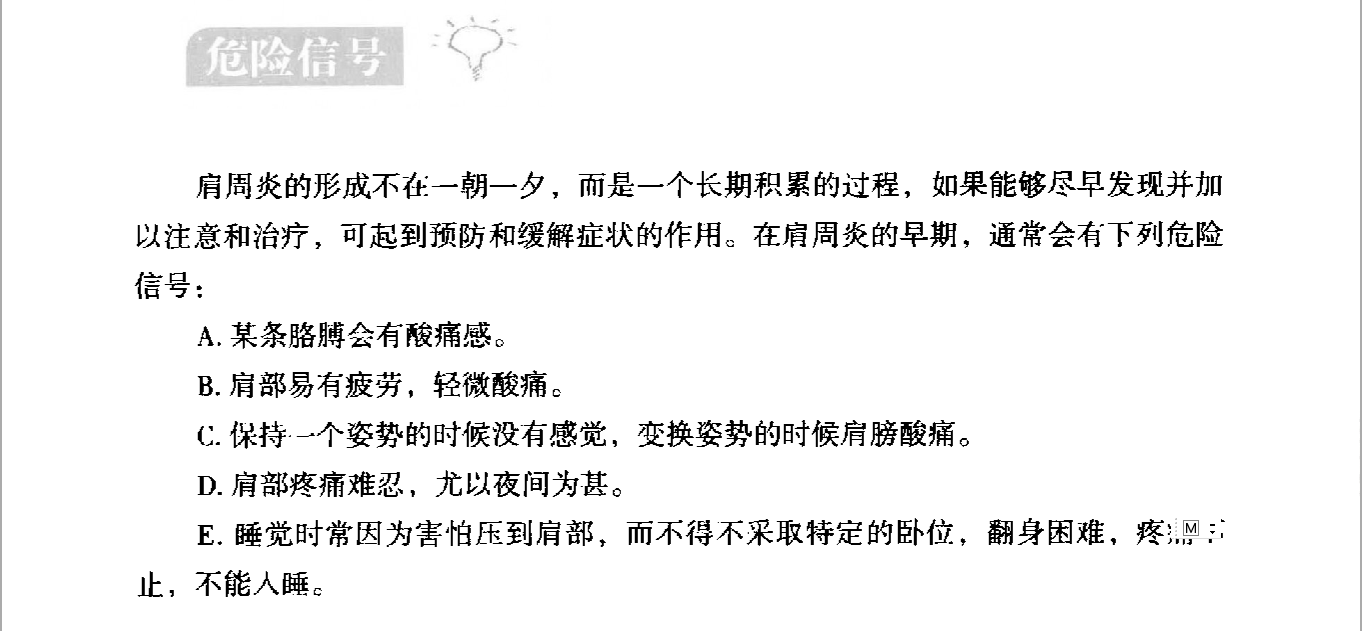 危险信号
肩周炎的形成不在一朝一夕，而是一个长期积累的过程，如果能够尽早发现并加
以注意和治疗，可起到预防和缓解症状的作用。在肩周炎的早期，通常会有下列危险
信号：
A. 某条胳膊会有酸痛感。
B. 肩部易有疲劳，轻微酸痛。
C. 保持一个姿势的时候没有感觉，变换姿势的时候肩膀酸痛。
D. 肩部疼痛难忍，尤以夜间为甚。
E. 睡觉时常因为害怕压到肩部，而不得不采取特定的卧位，翻身困难，疼
止，不能入睡。